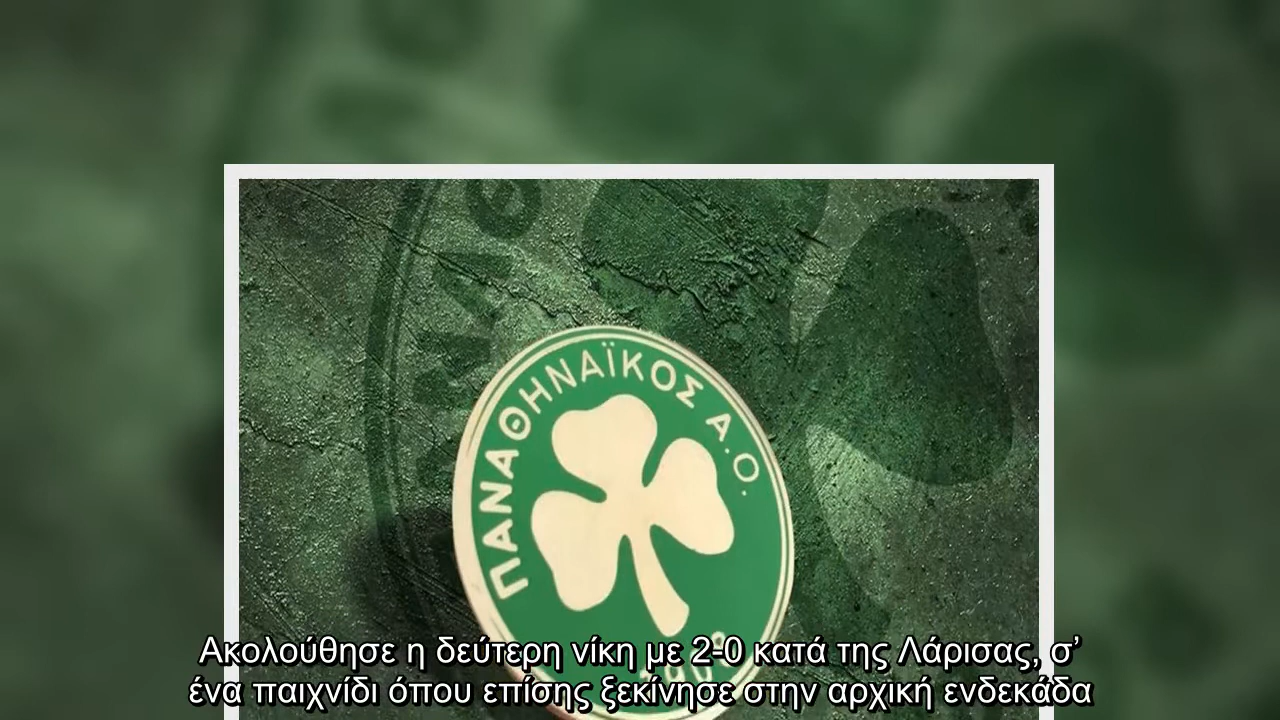 ΠΑΝΑΘΗΝΑΪΚΟΣ Α.Ο.
Ακολούθησε η δεύτερη νίκη με 2-0 κατά της Λάρισας, σ’
ένα παιχνίδι όπου επίσης ξεκίνησε στην αρχική ενδεκάδα